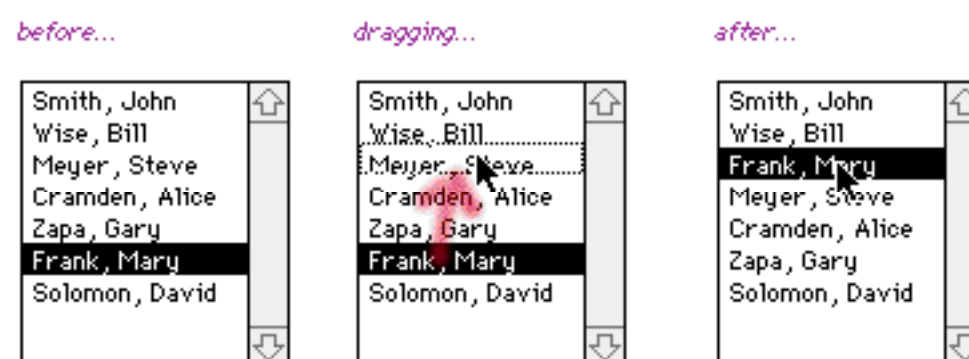 before...
Smith, John
Wise, Bill
Meyer, Steve
Cramden, Alice
Zapa, Gary
Frank, Mary
Solomon, David
dragging...
Smith, John
Wise, Bill
Meyer, Steve
Cramden, Alice
Zapa, Gary
Frank, Mary
Solomon, David
after...
Smith, John
Wise, Bill
Frank, Mary
Meyer, Steve
Cramden, Alice
Zapa, Gary
Solomon, David